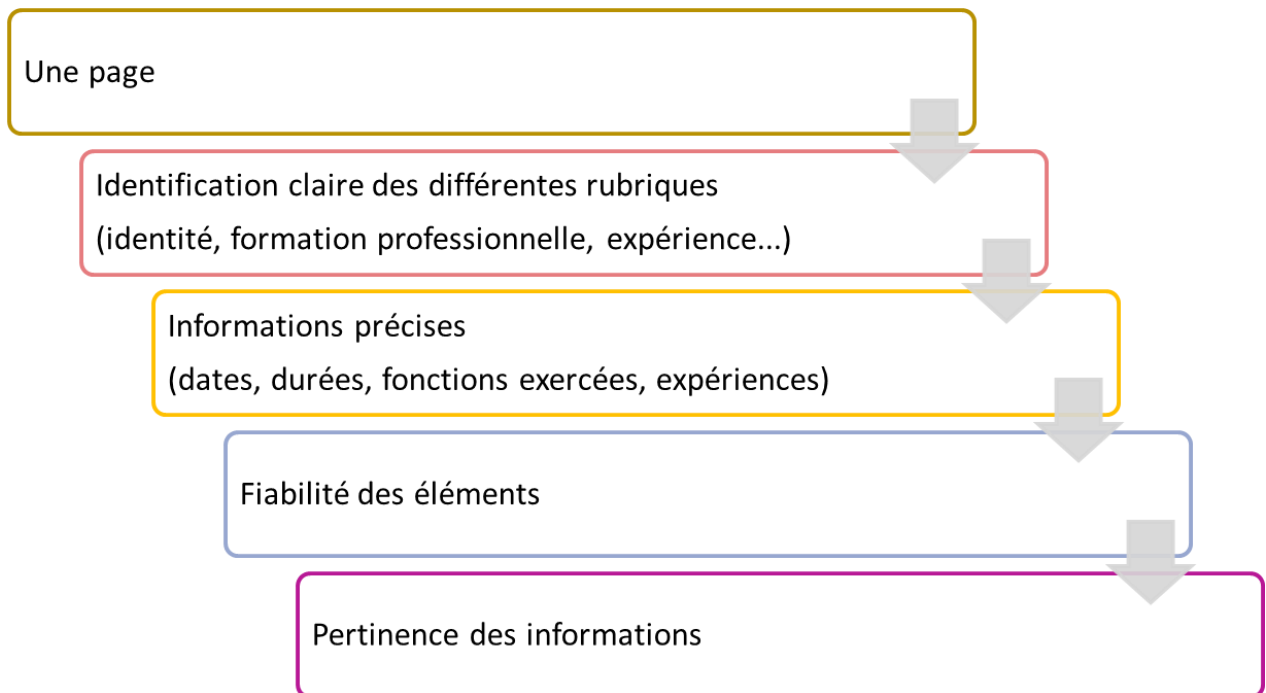 Une page
Identification claire des différentes rubriques
(identité, formation professionnelle, expérience...)
Informations précises
(dates, durées, fonctions exercées, expériences)
Fiabilité des éléments
Pertinence des informations